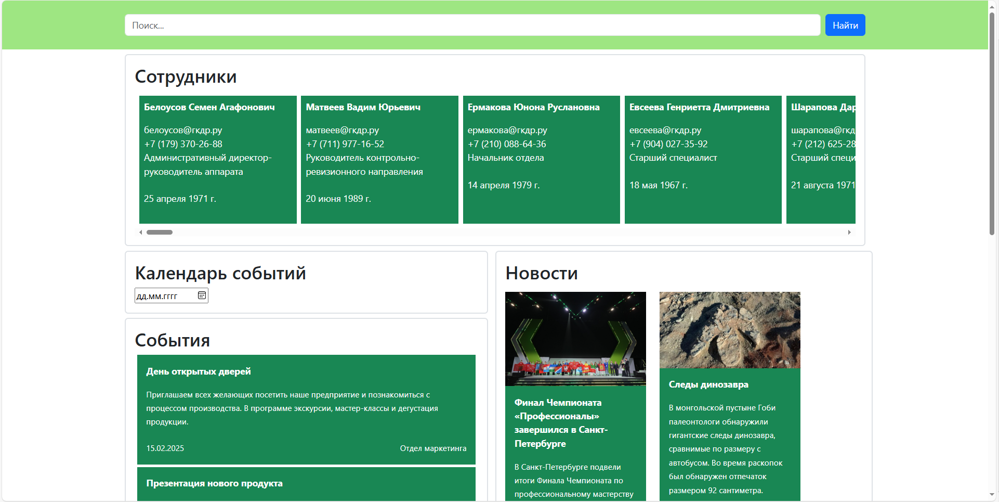 Поиск...
Найти
Сотрудники
Белоусов Семен Агафонович
белоусов@гкдр.ру
+7 (179) 370-26-88
Административный директор-
руководитель аппарата
25 апреля 1971 г.
Матвеев Вадим Юрьевич
матвеев@гкдр.ру
+7 (711) 977-16-52
Руководитель контрольно-
ревизионного направления
20 июня 1989 г.
Ермакова Юнона Руслановна
ермакова@гкдр.ру
+7 (210) 088-64-36
Начальник отдела
14 апреля 1979 г.
Евсеева Генриетта Дмитриевна
евсеева@гкдр.ру
+7 (904) 027-35-92
Старший специалист
18 мая 1967 г.
Шарапова Дар
шарапова@гкд
+7 (212) 625-28
Старший специ
21 августа 1971
Календарь событий
дд.мм.гггг
События
День открытых дверей
Приглашаем всех желающих посетить наше предприятие и познакомиться с
процессом производства. В программе экскурсии, мастер-классы и дегустация
продукции.
15.02.2025
Отдел маркетинга
Презентация нового продукта
Новости
Финал Чемпионата
«Профессионалы»
завершился в Санкт-
Петербурге
В Санкт-Петербурге подвели
итоги Финала Чемпионата по
профессиональному мастерству
Следы динозавра
В монгольской пустыне Гоби
палеонтологи обнаружили
гигантские следы динозавра,
сравнимые по размеру с
автобусом. Во время раскопок
был обнаружен отпечаток
размером 92 сантиметра.